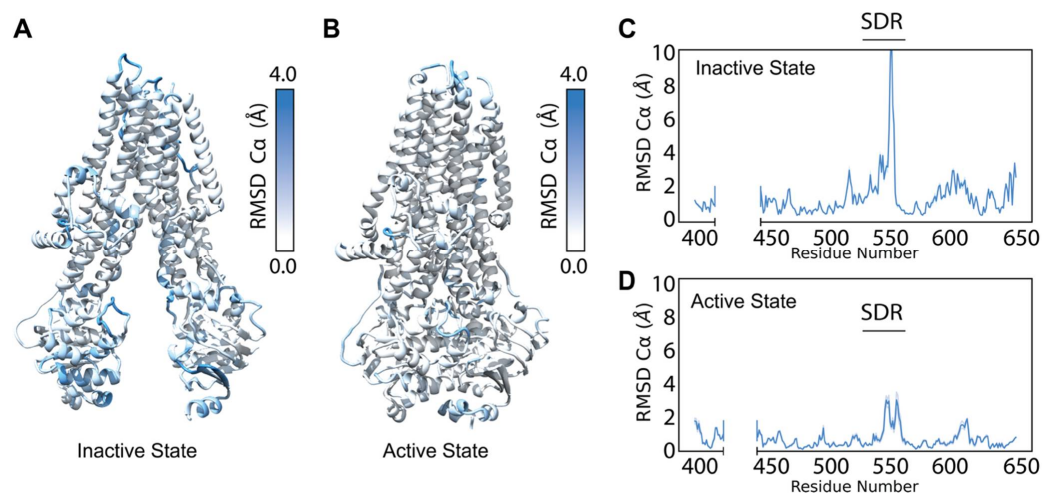 A
4.0
RMSD Cα (Å)
0.0
Inactive State
B
4.0
RMSD Cα (Å)
0.0
Active State
C
SDR
Inactive State
RMSD Cα (Å)
10
8
6
4
2
0
400 450 500 550 600 650
Residue Number
D
Active State
SDR
RMSD Cα (Å)
10
8
6
4
2
0
400 450 500 550 600 650
Residue Number